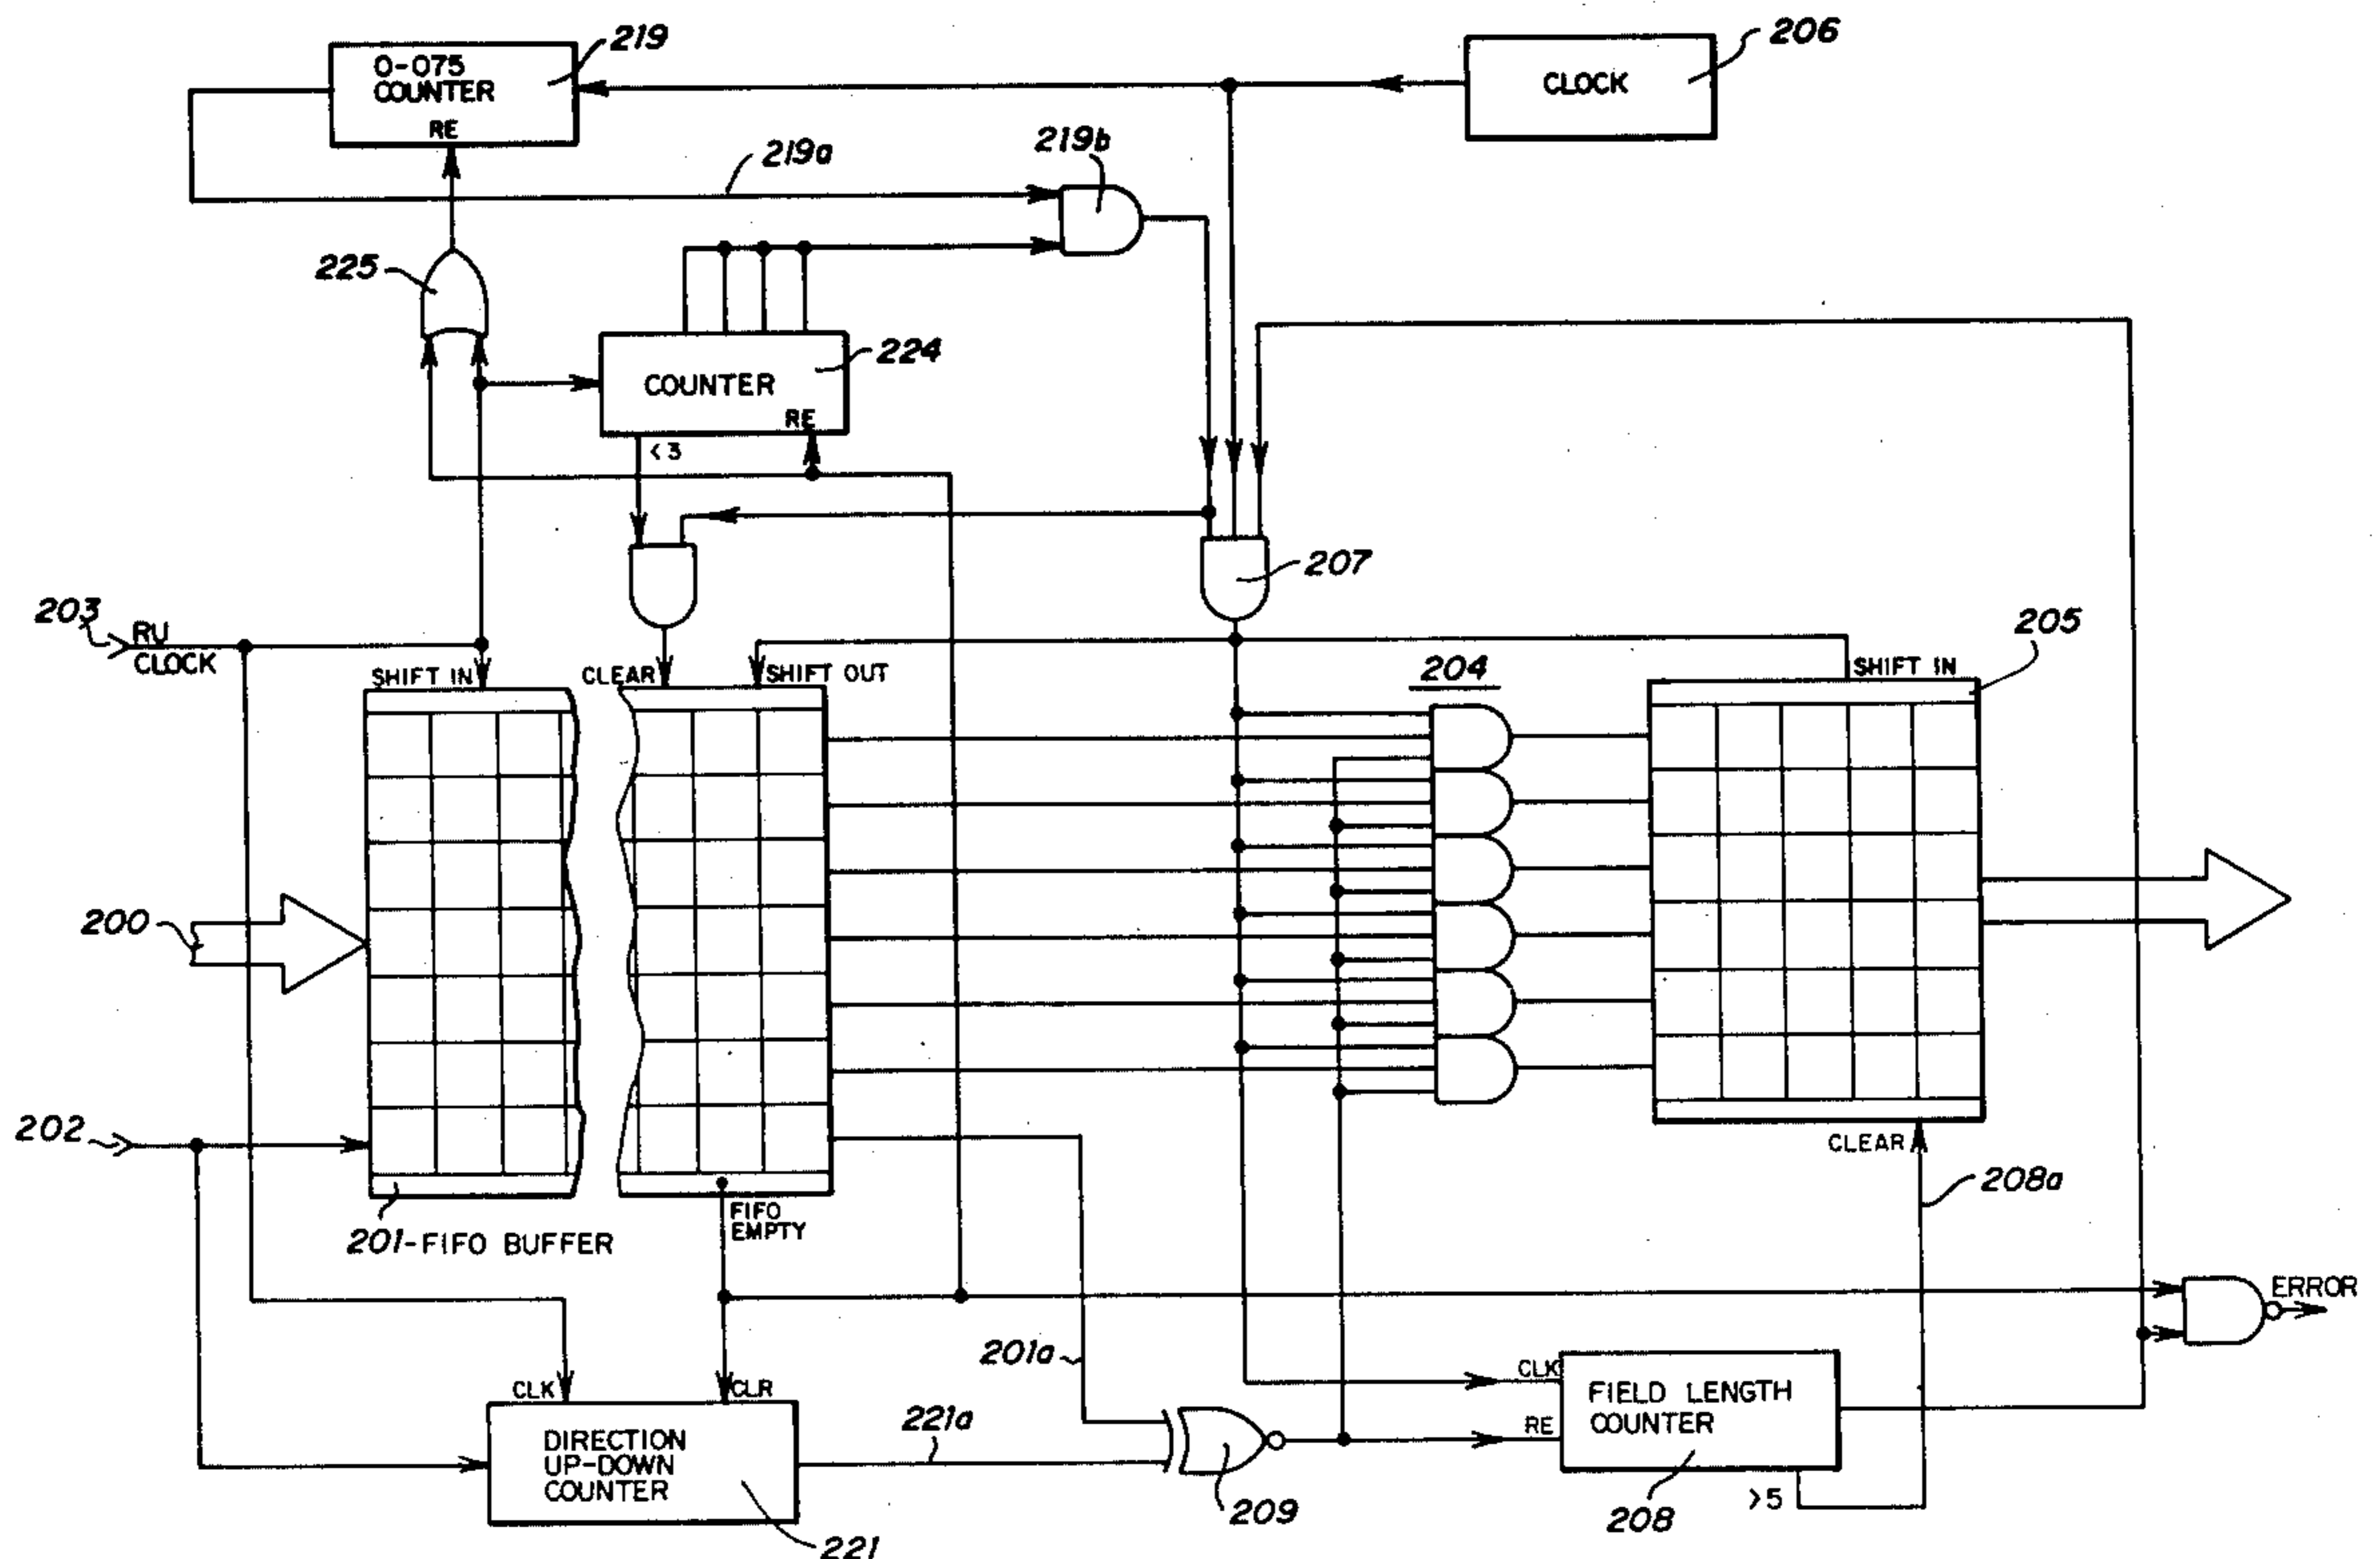 219
206
0-075
COUNTER
CLOCK
RE
219a
219b
225
224
COUNTER
RE
<3
207
203
RU
CLOCK
205
SHIFT IN
CLEAR
SHIFT OUT
204
SHIFT IN
200
202
CLEAR
208a
201-FIFO BUFFER
FIFO
EMPTY
ERROR
201a
CLK
CLR
CLK
FIELD LENGTH
COUNTER
221a
RE
DIRECTION
UP-DOWN
COUNTER
>5
209
208
221